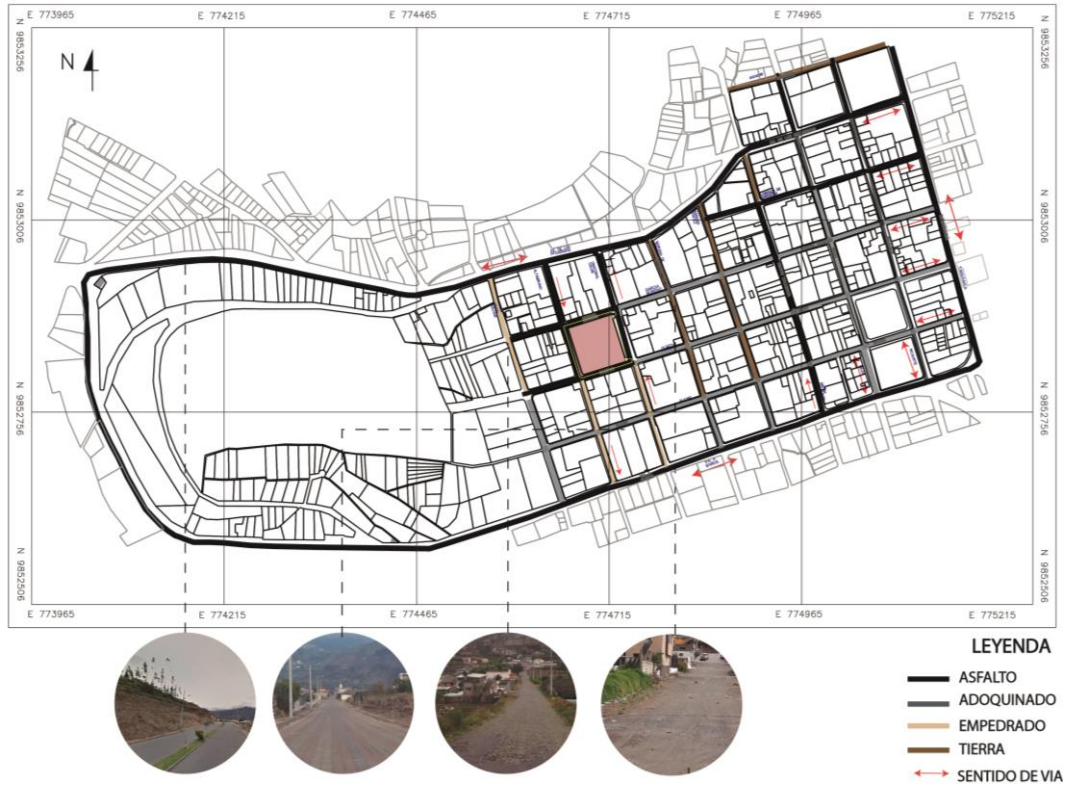 E 773965
E 774215
E 774465
E 774715
E 774965
E 775215
N 9853256
N 9853256
N
N 9853006
N 9853006
N 9852756
N 9852756
N 9852506
N 9852506
E 773965
E 774215
E 774465
E 774715
E 774965
E 775215
LEYENDA
ASFALTO
ADOQUINADO
EMPEDRADO
TIERRA
SENTIDO DE VIA